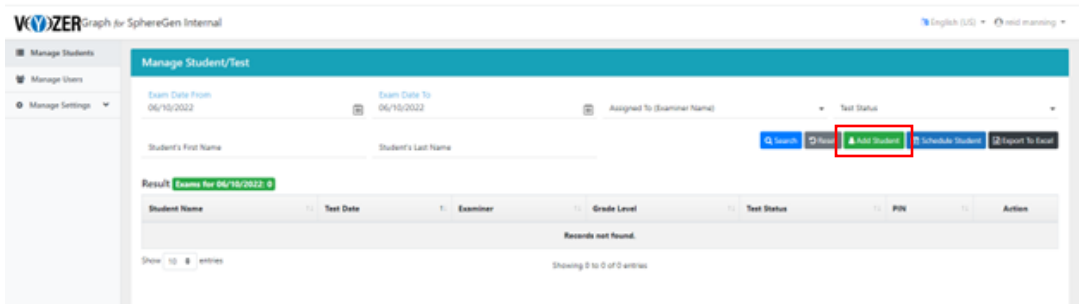 VOYZER Graph for SphereGen Internal English (US) reid manning
Manage Students
Manage Users
Manage Settings
Manage Student/Test
Exam Date From Exam Date To
06/10/2022 06/10/2022 Assigned To (Examiner Name) Test Status
Student's First Name Student's Last Name Search Reset Add Student Schedule Student Export To Excel
Result Exams for 06/10/2022: 0
Student Name Test Date Examiner Grade Level Test Status PIN Action
Records not found.
Show 10 entries Showing 0 to 0 of 0 entries